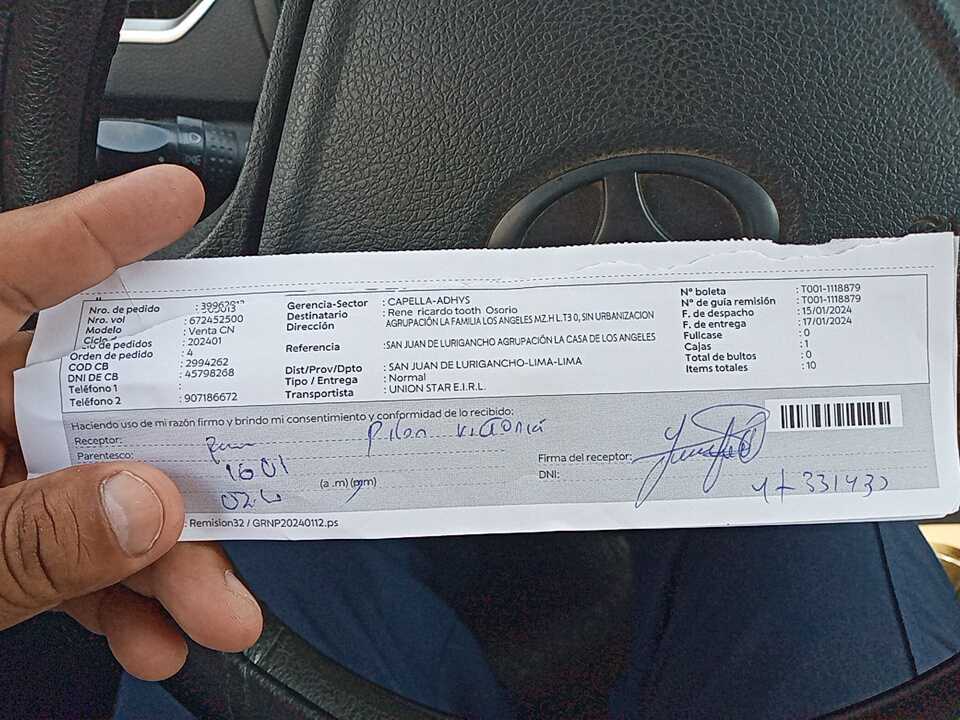 Nro. de pedido : 3996
Nro. vol : 672452500
Modelo : Venta CN
: 202401
de pedidos : 4
Orden de pedido : 2994262
COD CB : 45798268
DNI DE CB :
Teléfono 1 : 907186672
Teléfono 2
Gerencia-Sector : CAPELLA-ADHYS
Destinatario : Rene ricardo tooth Osorio
Dirección AGRUPACIÓN LA FAMILIA LOS ANGELES MZ.H L.T30, SIN URBANIZACION
Referencia :SAN JUAN DE LURIGANCHO AGRUPACIÓN LA CASA DE LOS ANGELES
Dist/Prov/Dpto : SAN JUAN DE LURIGANCHO-LIMA-LIMA
Tipo / Entrega : Normal
Transportista : UNION STAR E.I.R.L.
N° boleta : T001-1118879
N° de guía remisión : T001-1118879
F. de despacho : 15/01/2024
F. de entrega : 17/01/2024
Fullcase : 0
Cajas : 1
Total de bultos : 0
Items totales : 10
Haciendo uso de mi razón firmo y brindo mi consentimiento y conformidad de lo recibido:
Receptor:
Parentesco:
16 01
(a .m) (pm)
Firma del receptor:
DNI:
: Remision32 / GRNP20240112.ps